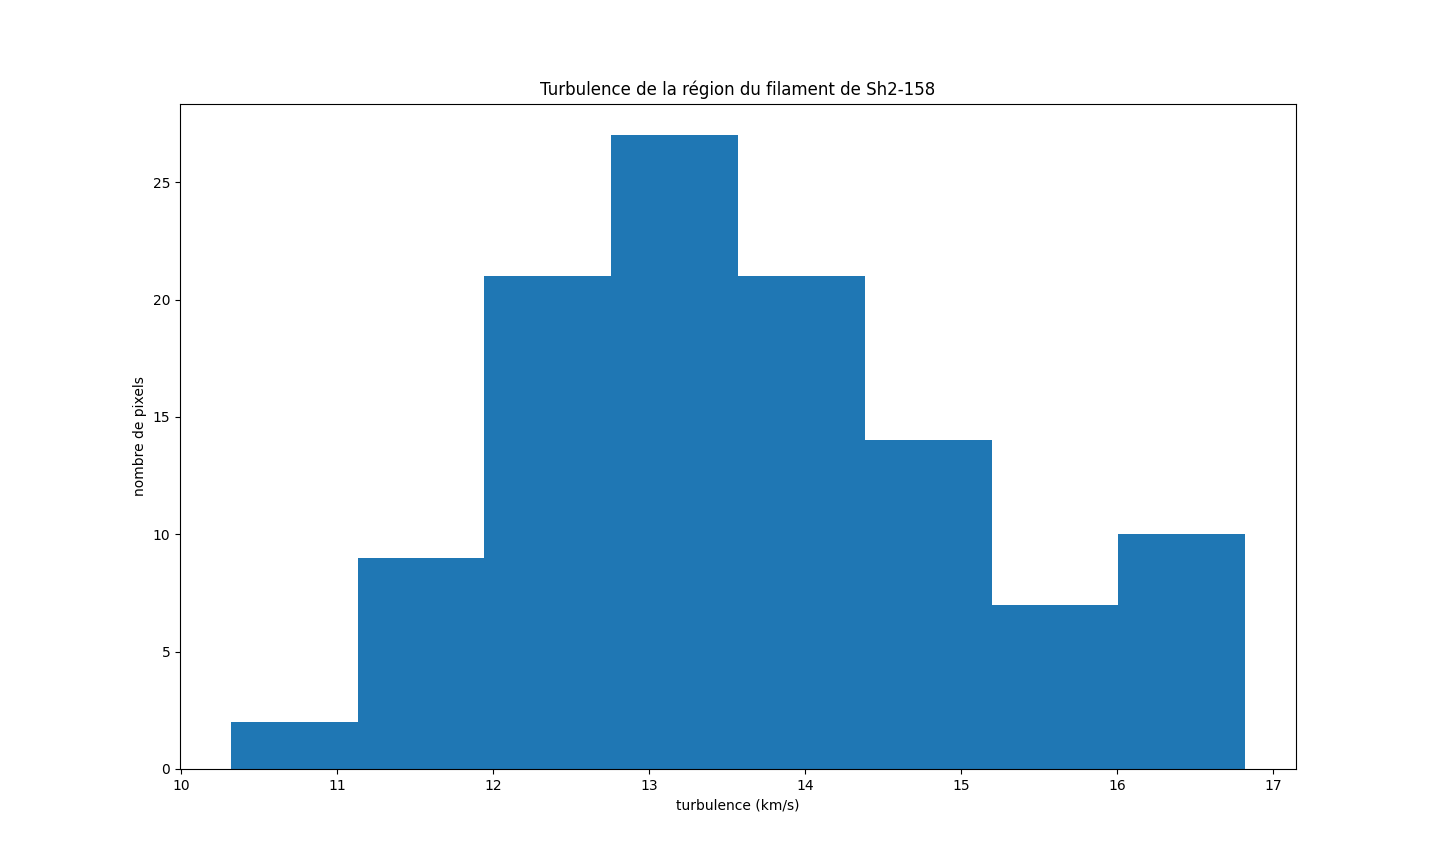 Turbulence de la région du filament de Sh2-158
nombre de pixels
25
20
15
10
5
0
10 11 12 13 14 15 16 17
turbulence (km/s)